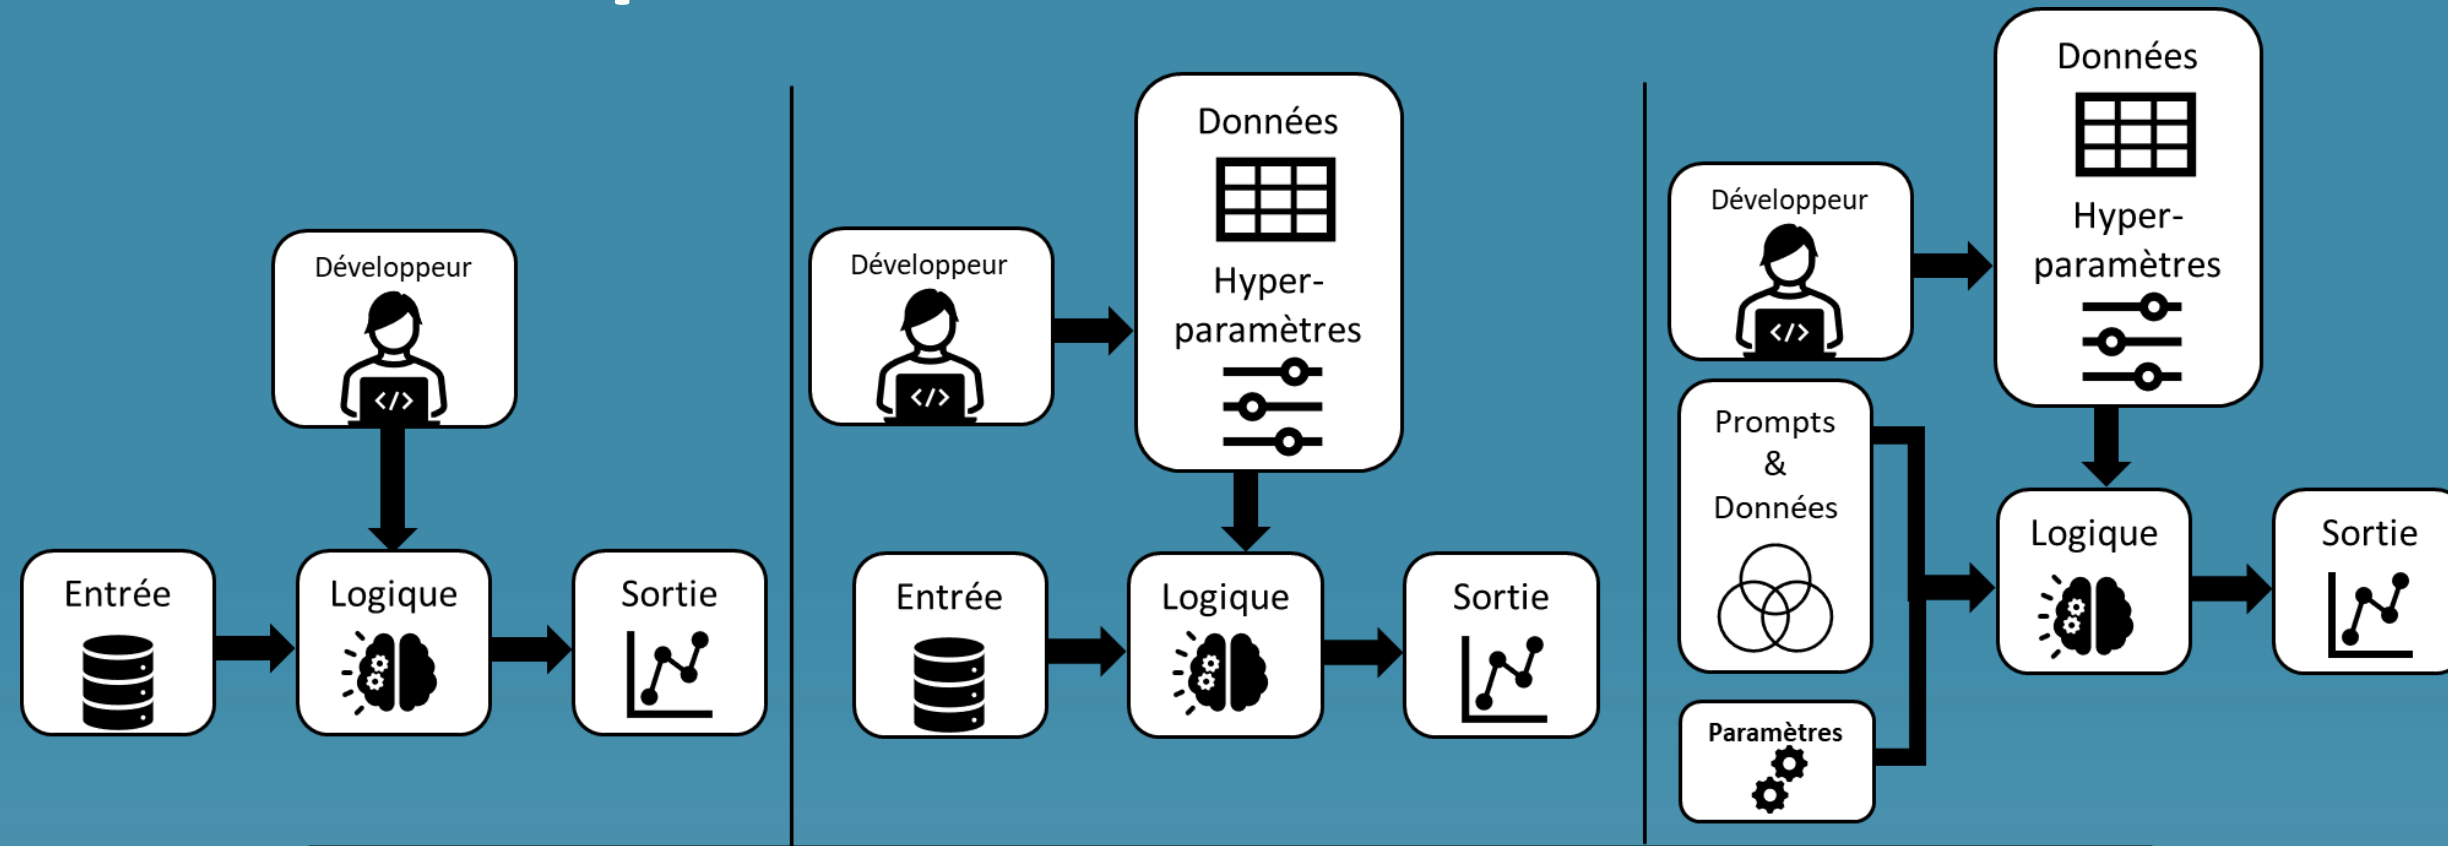 Développeur
</>
Entrée
Logique
Sortie
Données
Hyper-
paramètres
Développeur
</>
Entrée
Logique
Sortie
Données
Hyper-
paramètres
Développeur
</>
Prompts
&
Données
Paramètres
Logique
Sortie